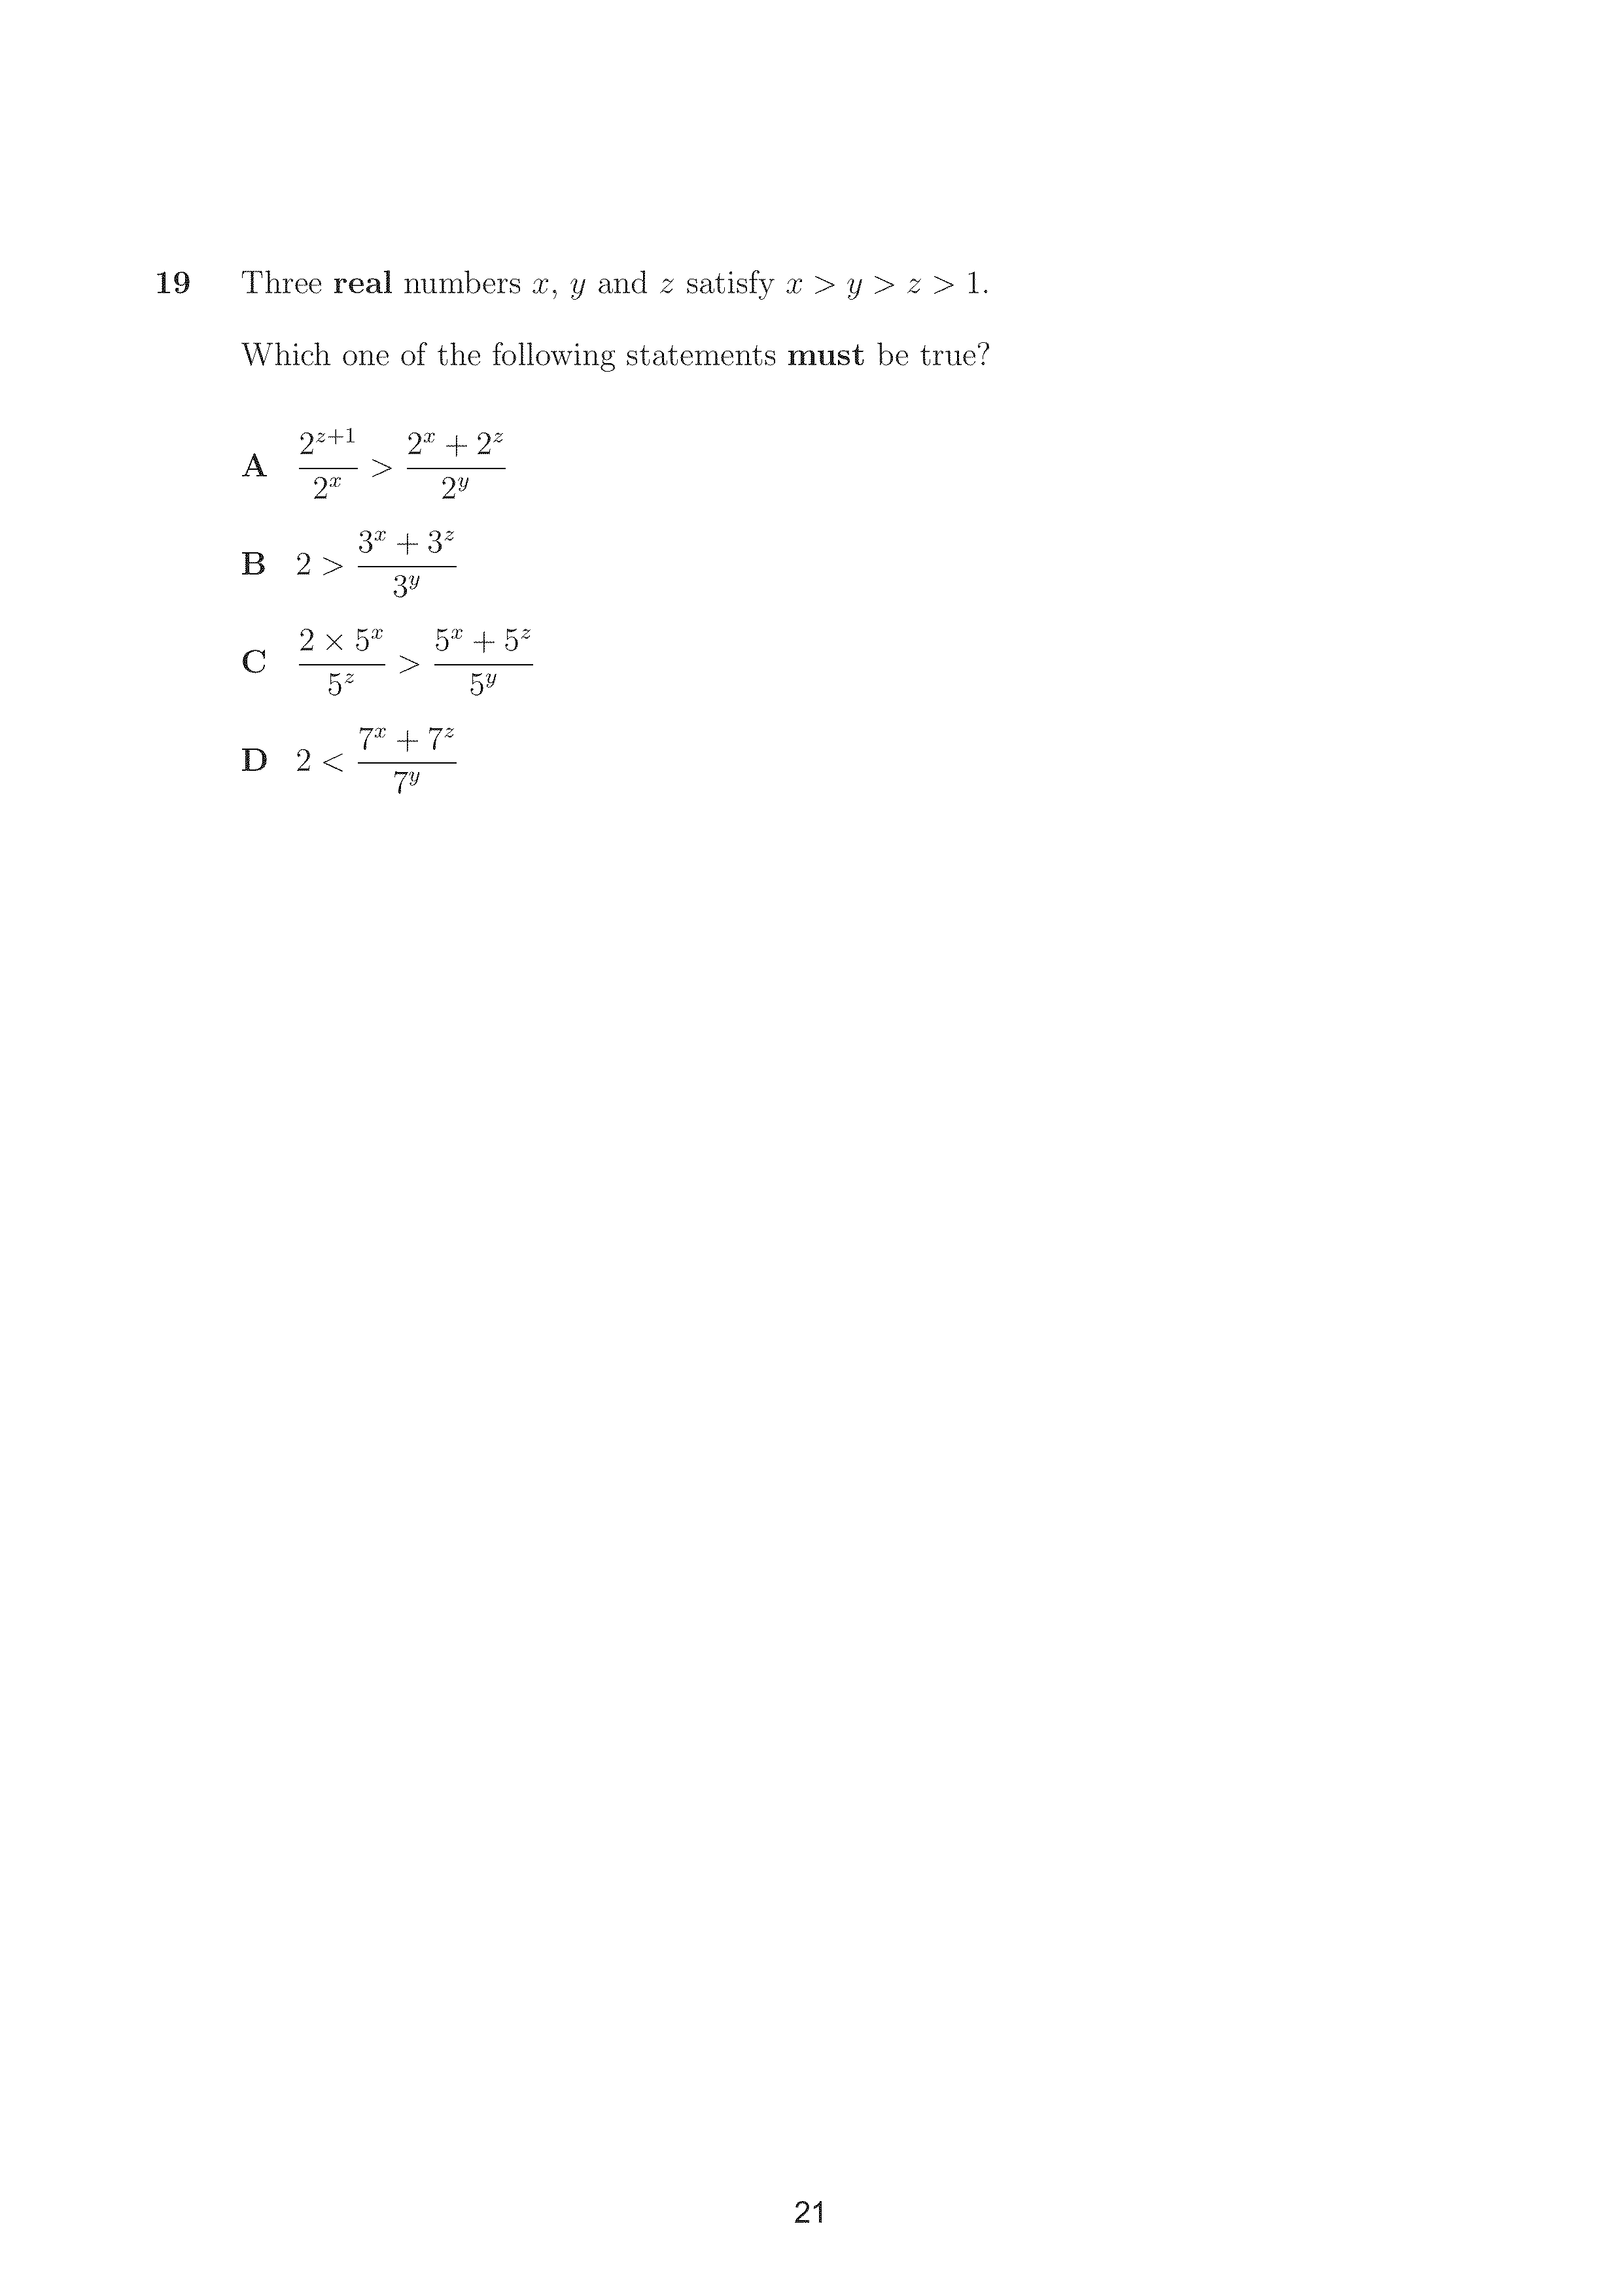 19 Three real numbers x, y and z satisfy x > y > z > 1.
Which one of the following statements must be true?
A \frac{2^{z+1}}{2^x} > \frac{2^x + 2^z}{2^y}
B 2 > \frac{3^x + 3^z}{3^y}
C \frac{2 × 5^x}{5^z} > \frac{5^x + 5^z}{5^y}
D 2 < \frac{7^x + 7^z}{7^y}
21